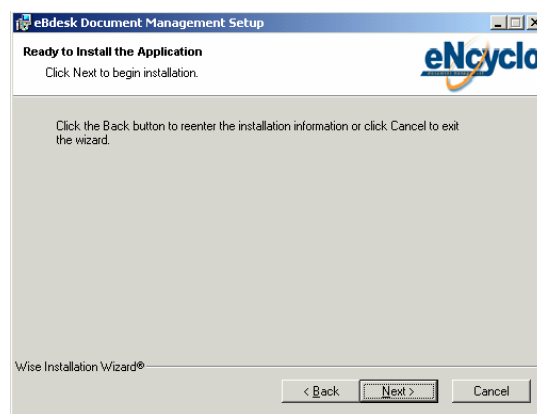 eBdesk Document Management Setup
Ready to Install the Application
Click Next to begin installation.
eNcyclo
Click the Back button to reenter the installation information or click Cancel to exit
the wizard.
Wise Installation Wizard®
< Back
Next >
Cancel